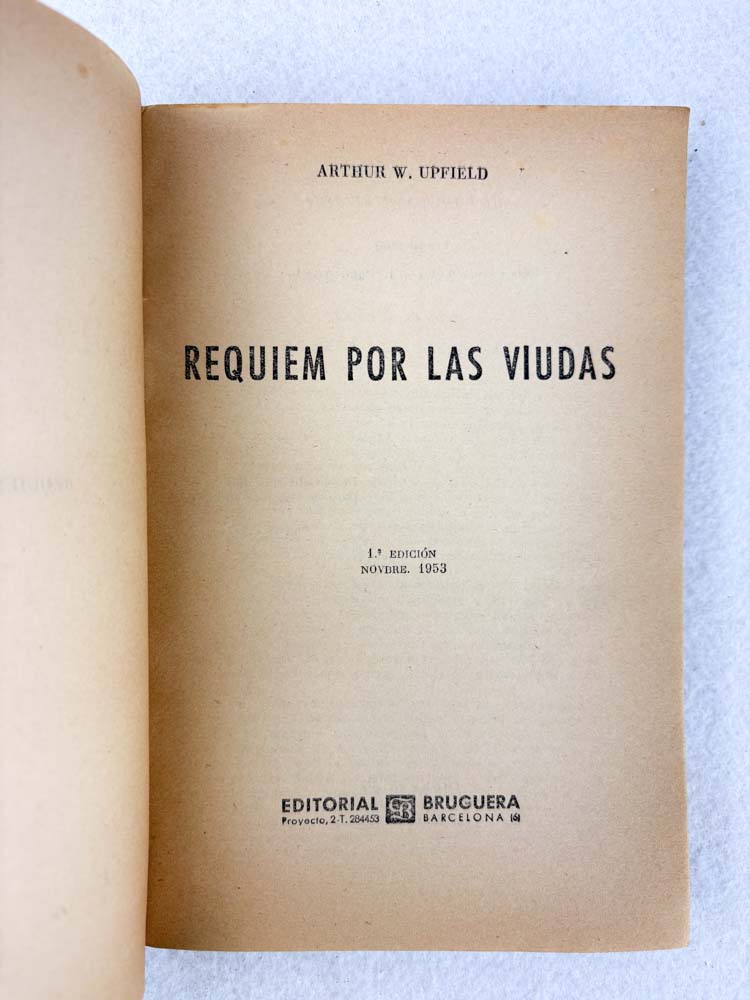 ARTHUR W. UPFIELD
REQUIEM POR LAS VIUDAS
1.ª EDICIÓN
NOVBRE. 1953
EDITORIAL BRUGUERA
Proyecto, 2-T. 284453 BARCELONA (6)